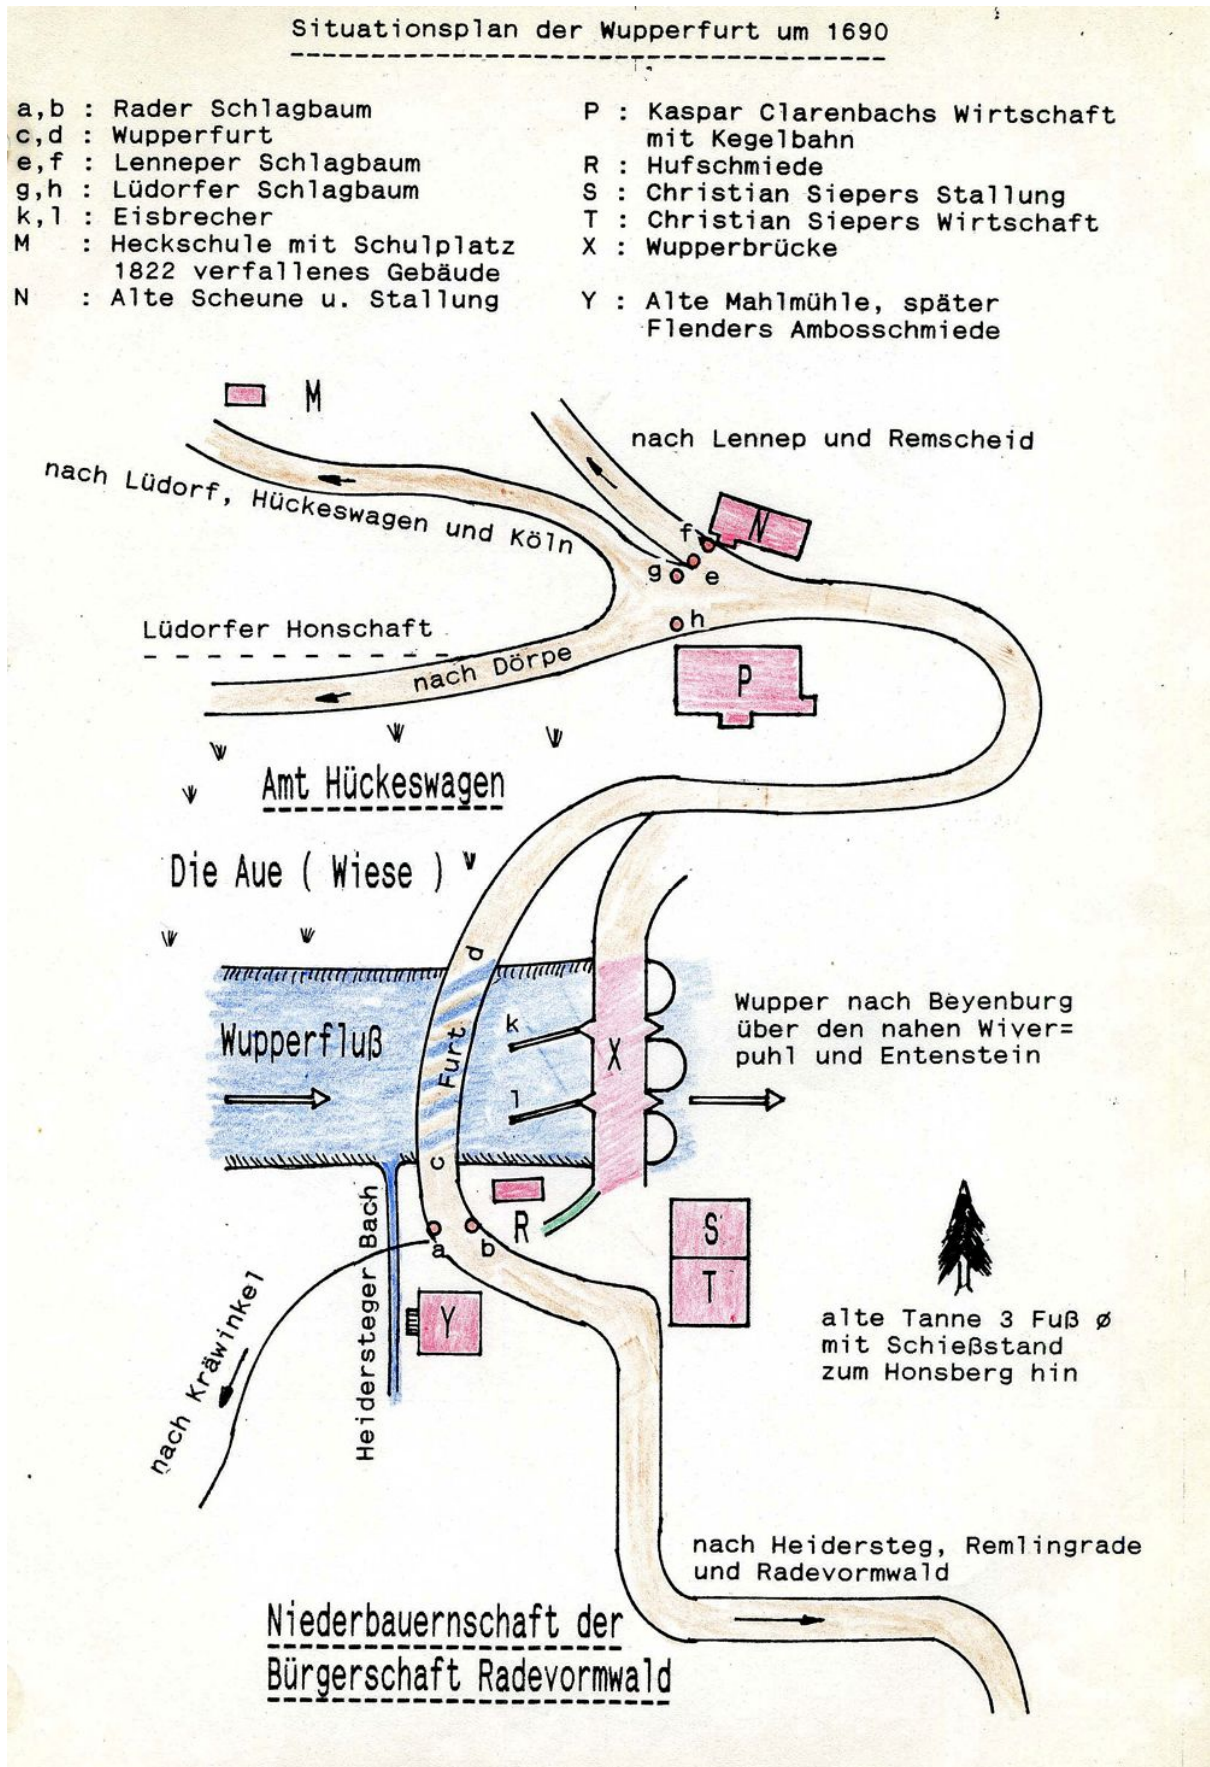 Situationsplan der Wupperfurt um 1690
a,b : Rader Schlagbaum
c,d : Wupperfurt
e,f : Lenneper Schlagbaum
g,h : Lüdorfer Schlagbaum
k,l : Eisbrecher
M : Heckschule mit Schulplatz
1822 verfallenes Gebäude
N : Alte Scheune u. Stallung
P : Kaspar Clarenbachs Wirtschaft
mit Kegelbahn
R : Hufschmiede
S : Christian Siepers Stallung
T : Christian Siepers Wirtschaft
X : Wupperbrücke
Y : Alte Mahlmühle, später
Flenders Ambosschmiede
M
nach Lennep und Remscheid
nach Lüdorf, Hückeswagen und Köln
N
f
g
e
h
Lüdorfer Honschaft
nach Dörpe
P
Amt Hückeswagen
Die Aue ( Wiese )
d
Wupperfluß
Furt
k
l
X
Wupper nach Beyenburg
über den nahen Wiver=
puhl und Entenstein
c
R
a
b
S
T
Y
Heidersteger Bach
nach Kräwinkel
alte Tanne 3 Fuß ø
mit Schießstand
zum Honsberg hin
nach Heidersteg, Remlingrade
und Radevormwald
Niederbauernschaft der
Bürgerschaft Radevormwald